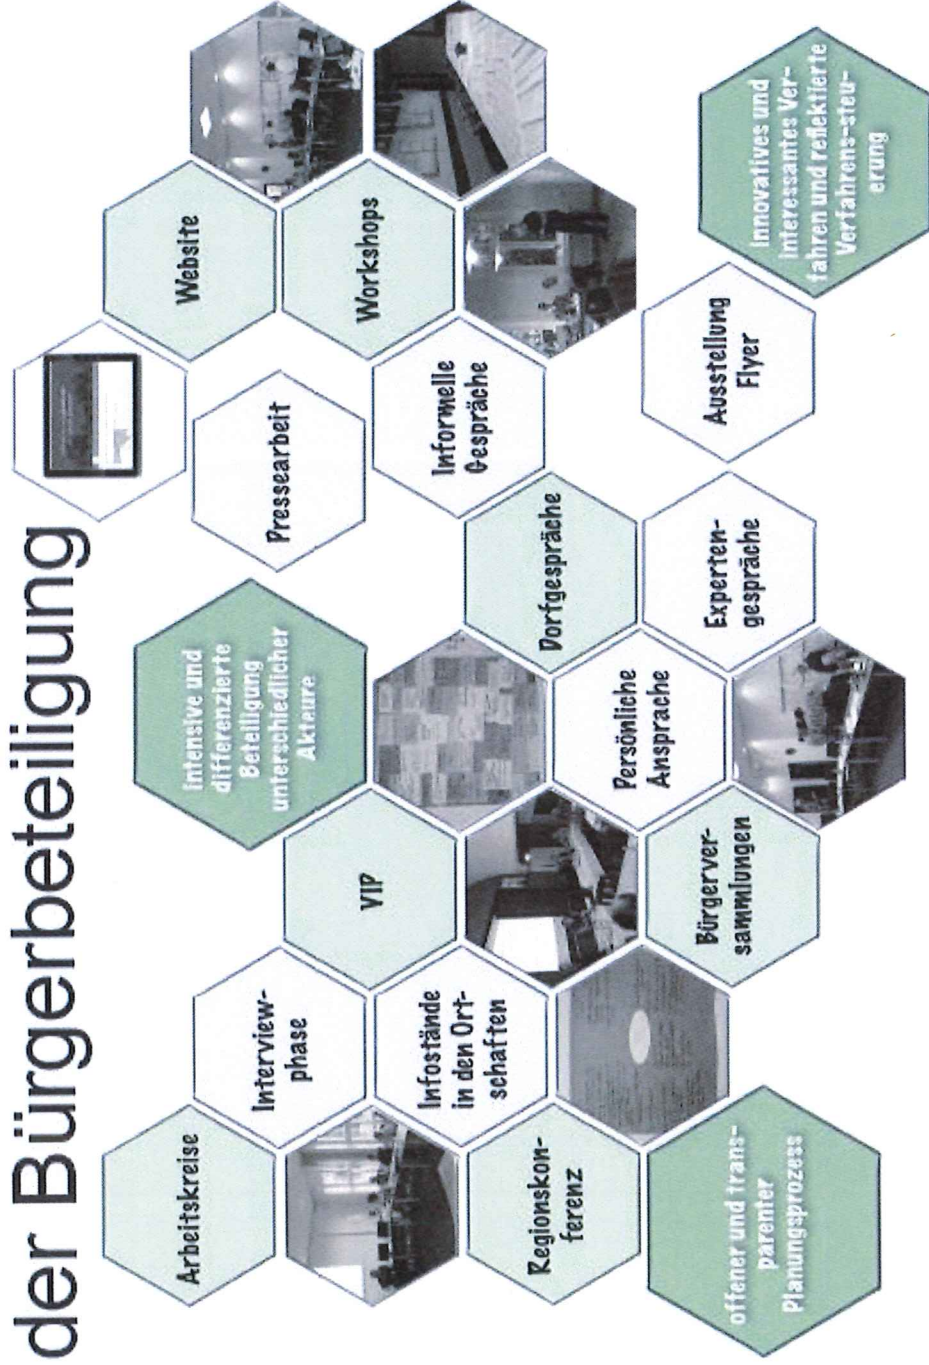 der Bürgerbeteiligung
Arbeitskreise
Interview-
phase
VIP
Intensive und
differenzierte
Beteiligung
unterschiedlicher
Akteure
Pressearbeit
Website
Workshops
Informelle
Gespräche
Infostände
in den Ort-
schaften
Regionskon-
ferenz
Dorfgespräche
Persönliche
Ansprache
Bürgerver-
sammlungen
Experten-
gespräche
Ausstellung
Flyer
offener und trans-
parenter
Planungsprozess
Innovatives und
interessantes Ver-
fahren und reflektierte
Verfahrens-steu-
erung